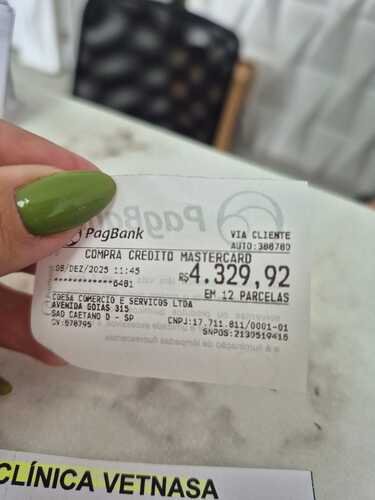 PagBank
VIA CLIENTE
AUTO:386780
COMPRA CREDITO MASTERCARD
08/DEZ/2025 11:45
R$4.329,92
************6481
EM 12 PARCELAS
COESA COMERCIO E SERVICOS LTDA
AVENIDA GOIAS 315
CNPJ:17.711.811/0001-01
SAO CAETANO D - SP
SNPOS:2139519416
CV:670795
CLÍNICA VETNASA